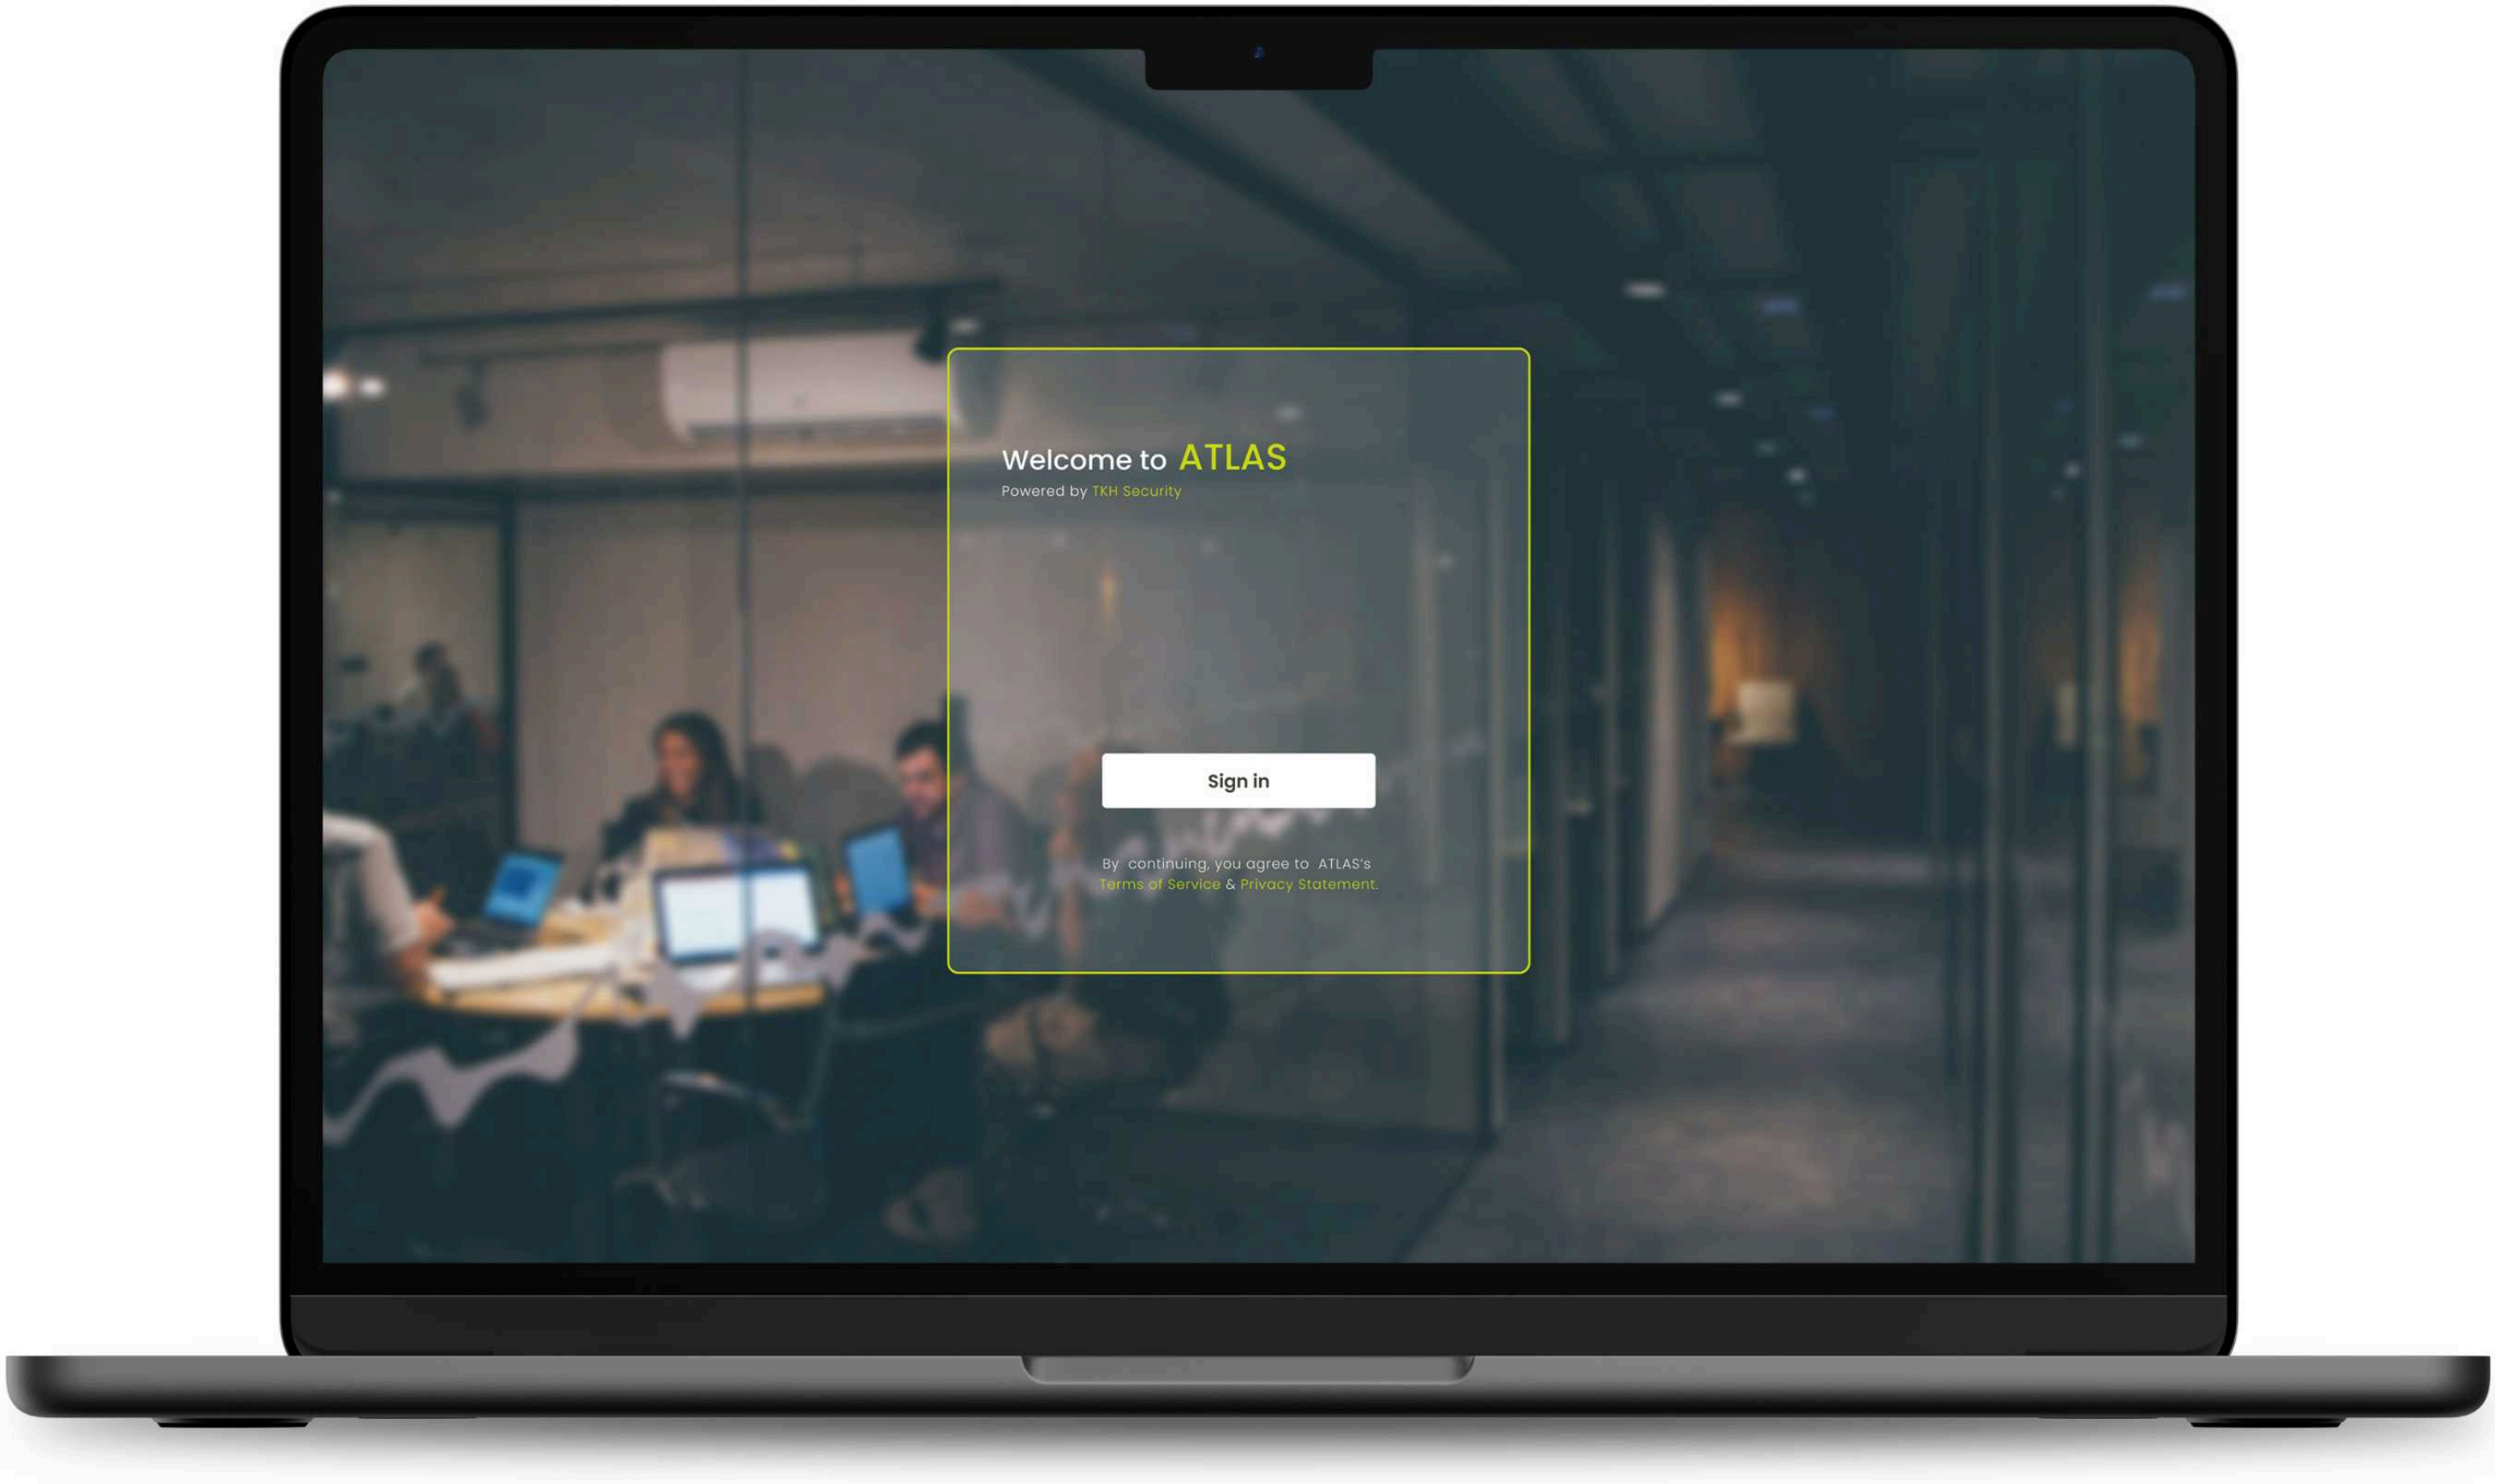 Welcome to ATLAS
Powered by TKH Security
Sign in
By continuing, you agree to ATLAS's
Terms of Service & Privacy Statement.